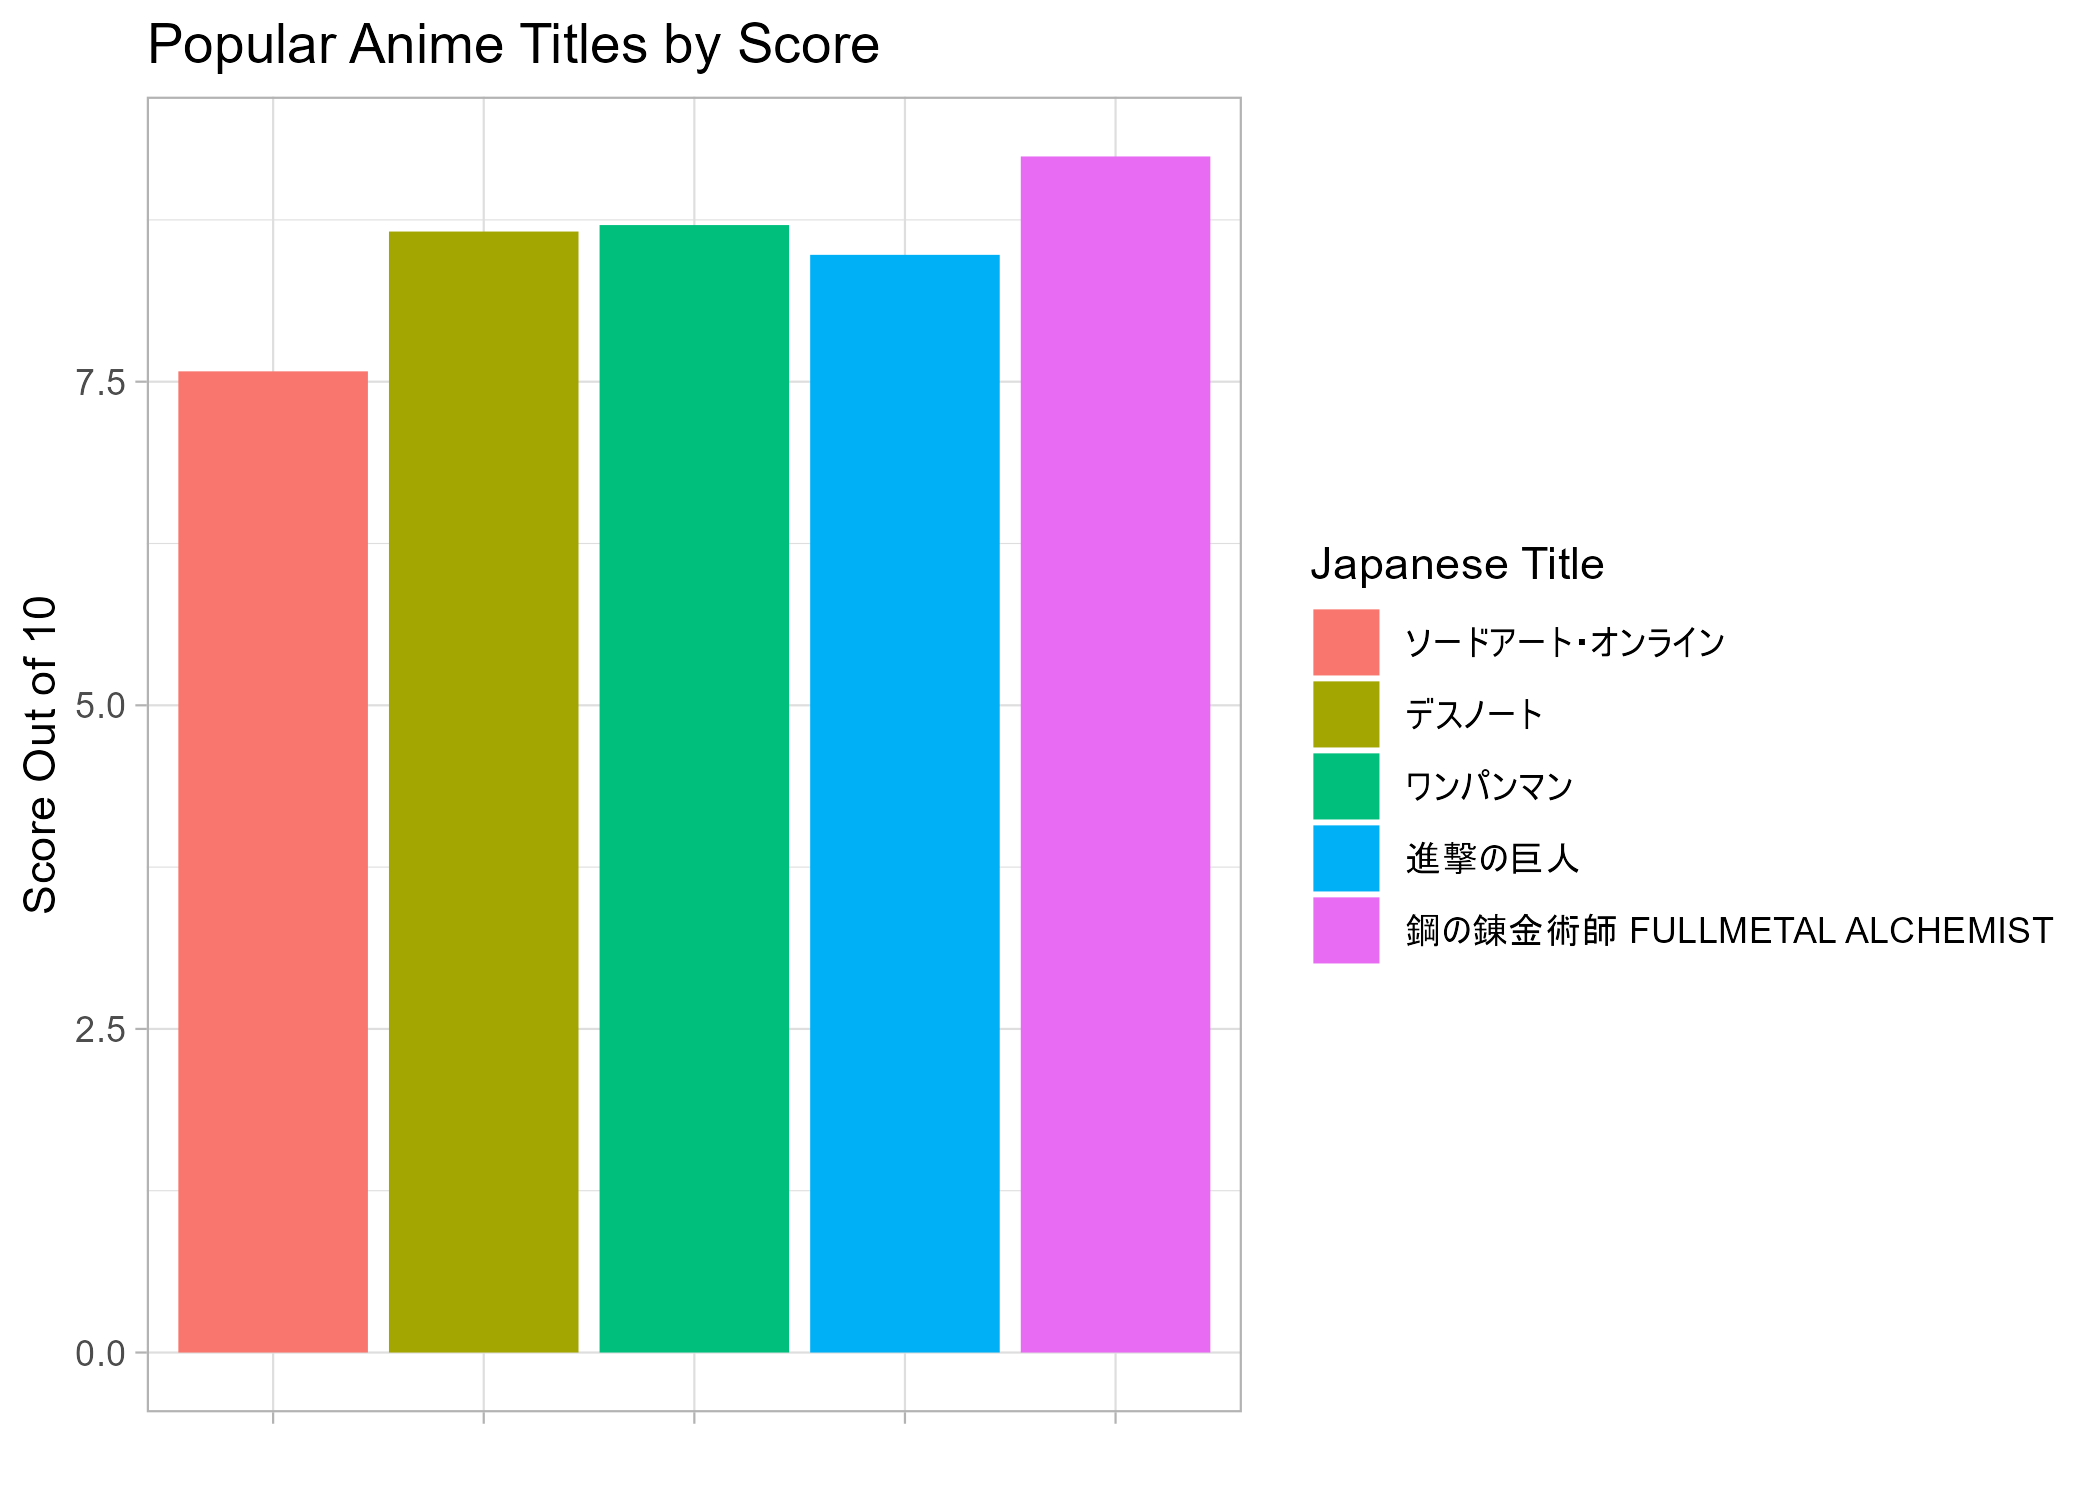 Popular Anime Titles by Score
Score Out of 10
7.5
5.0
2.5
0.0
Japanese Title
ソードアート・オンライン
デスノート
ワンパンマン
進撃の巨人
鋼の錬金術師 FULLMETAL ALCHEMIST